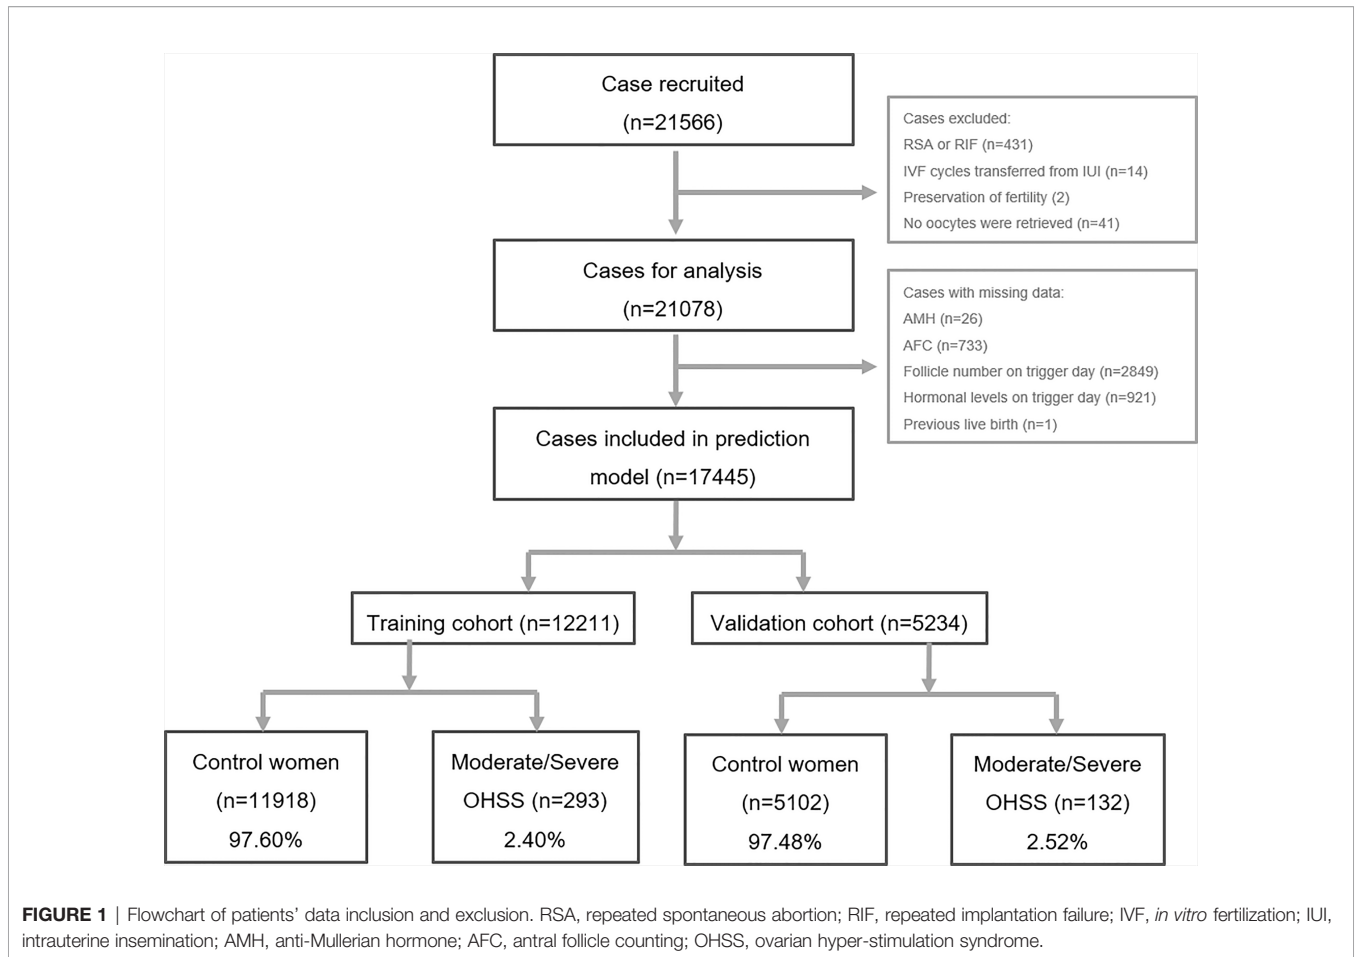 Case recruited
(n=21566)
Cases excluded:
RSA or RIF (n=431)
IVF cycles transferred from IUI (n=14)
Preservation of fertility (2)
No oocytes were retrieved (n=41)
Cases for analysis
(n=21078)
Cases with missing data:
AMH (n=26)
AFC (n=733)
Follicle number on trigger day (n=2849)
Hormonal levels on trigger day (n=921)
Previous live birth (n=1)
Cases included in prediction
model (n=17445)
Training cohort (n=12211)
Validation cohort (n=5234)
Control women
(n=11918)
97.60%
Moderate/Severe
OHSS (n=293)
2.40%
Control women
(n=5102)
97.48%
Moderate/Severe
OHSS (n=132)
2.52%
FIGURE 1 | Flowchart of patients’ data inclusion and exclusion. RSA, repeated spontaneous abortion; RIF, repeated implantation failure; IVF, in vitro fertilization; IUI,
intrauterine insemination; AMH, anti-Mullerian hormone; AFC, antral follicle counting; OHSS, ovarian hyper-stimulation syndrome.